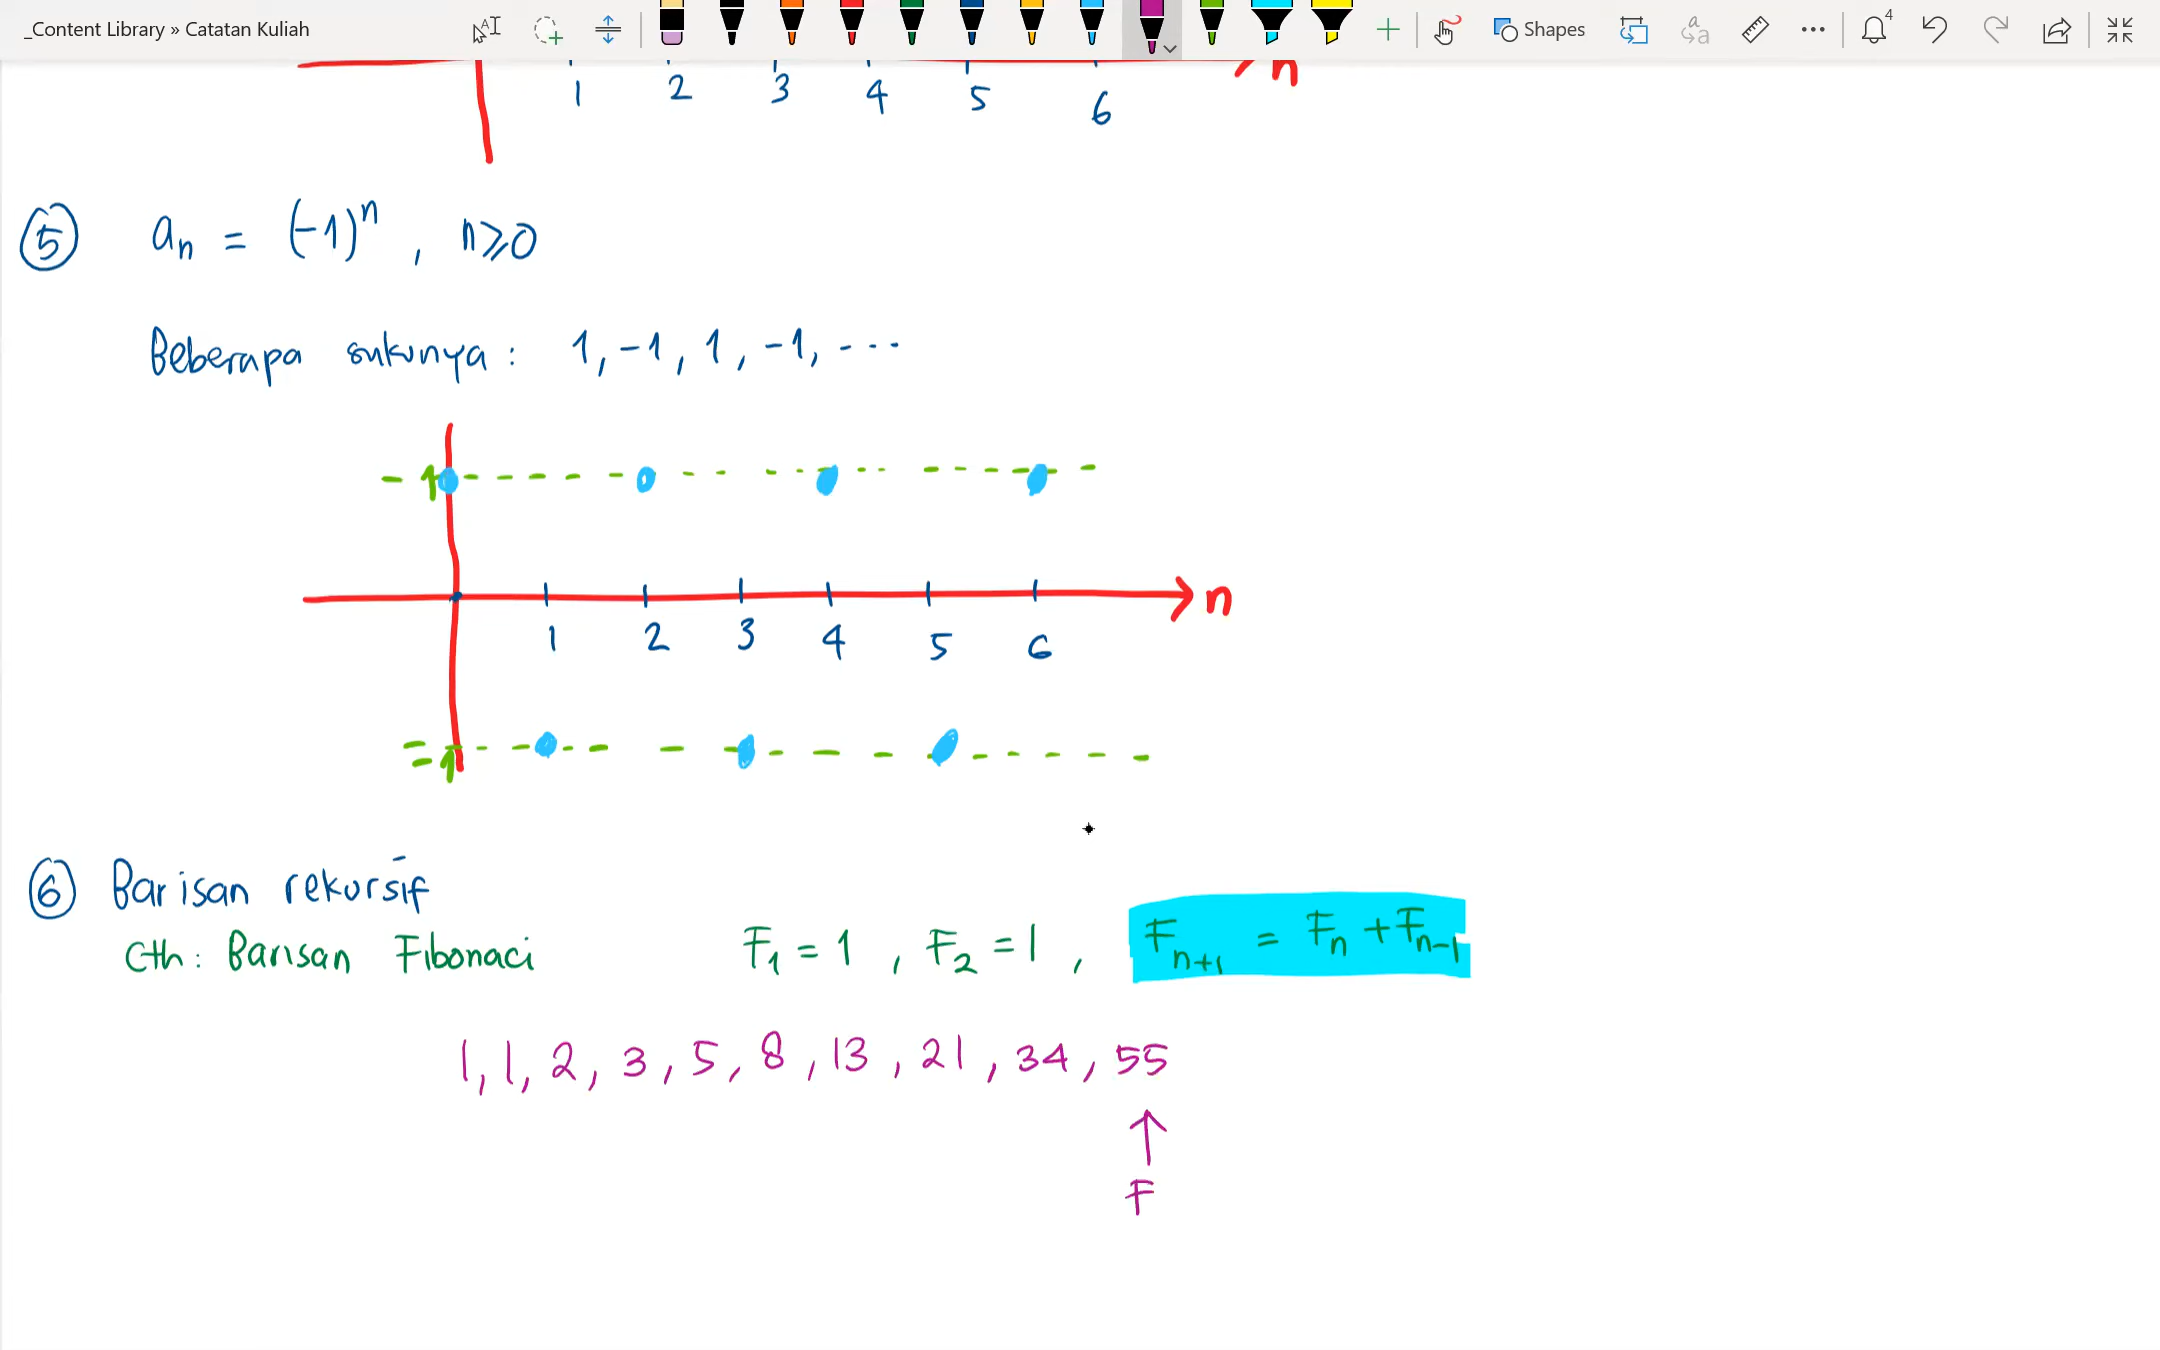 _Content Library » Catatan Kuliah
Shapes
4
n
1 2 3 4 5 6
⑤ aₙ = (-1)ⁿ , n≥0
Beberapa sukunya : 1, -1, 1, -1, ...
1
n
1 2 3 4 5 6
-1
⑥ Barisan rekursif
Cth : Barisan Fibonaci F₁ = 1 , F₂ = 1 , Fₙ₊₁ = Fₙ + Fₙ₋₁
1, 1, 2, 3, 5, 8, 13, 21, 34, 55
↑
F